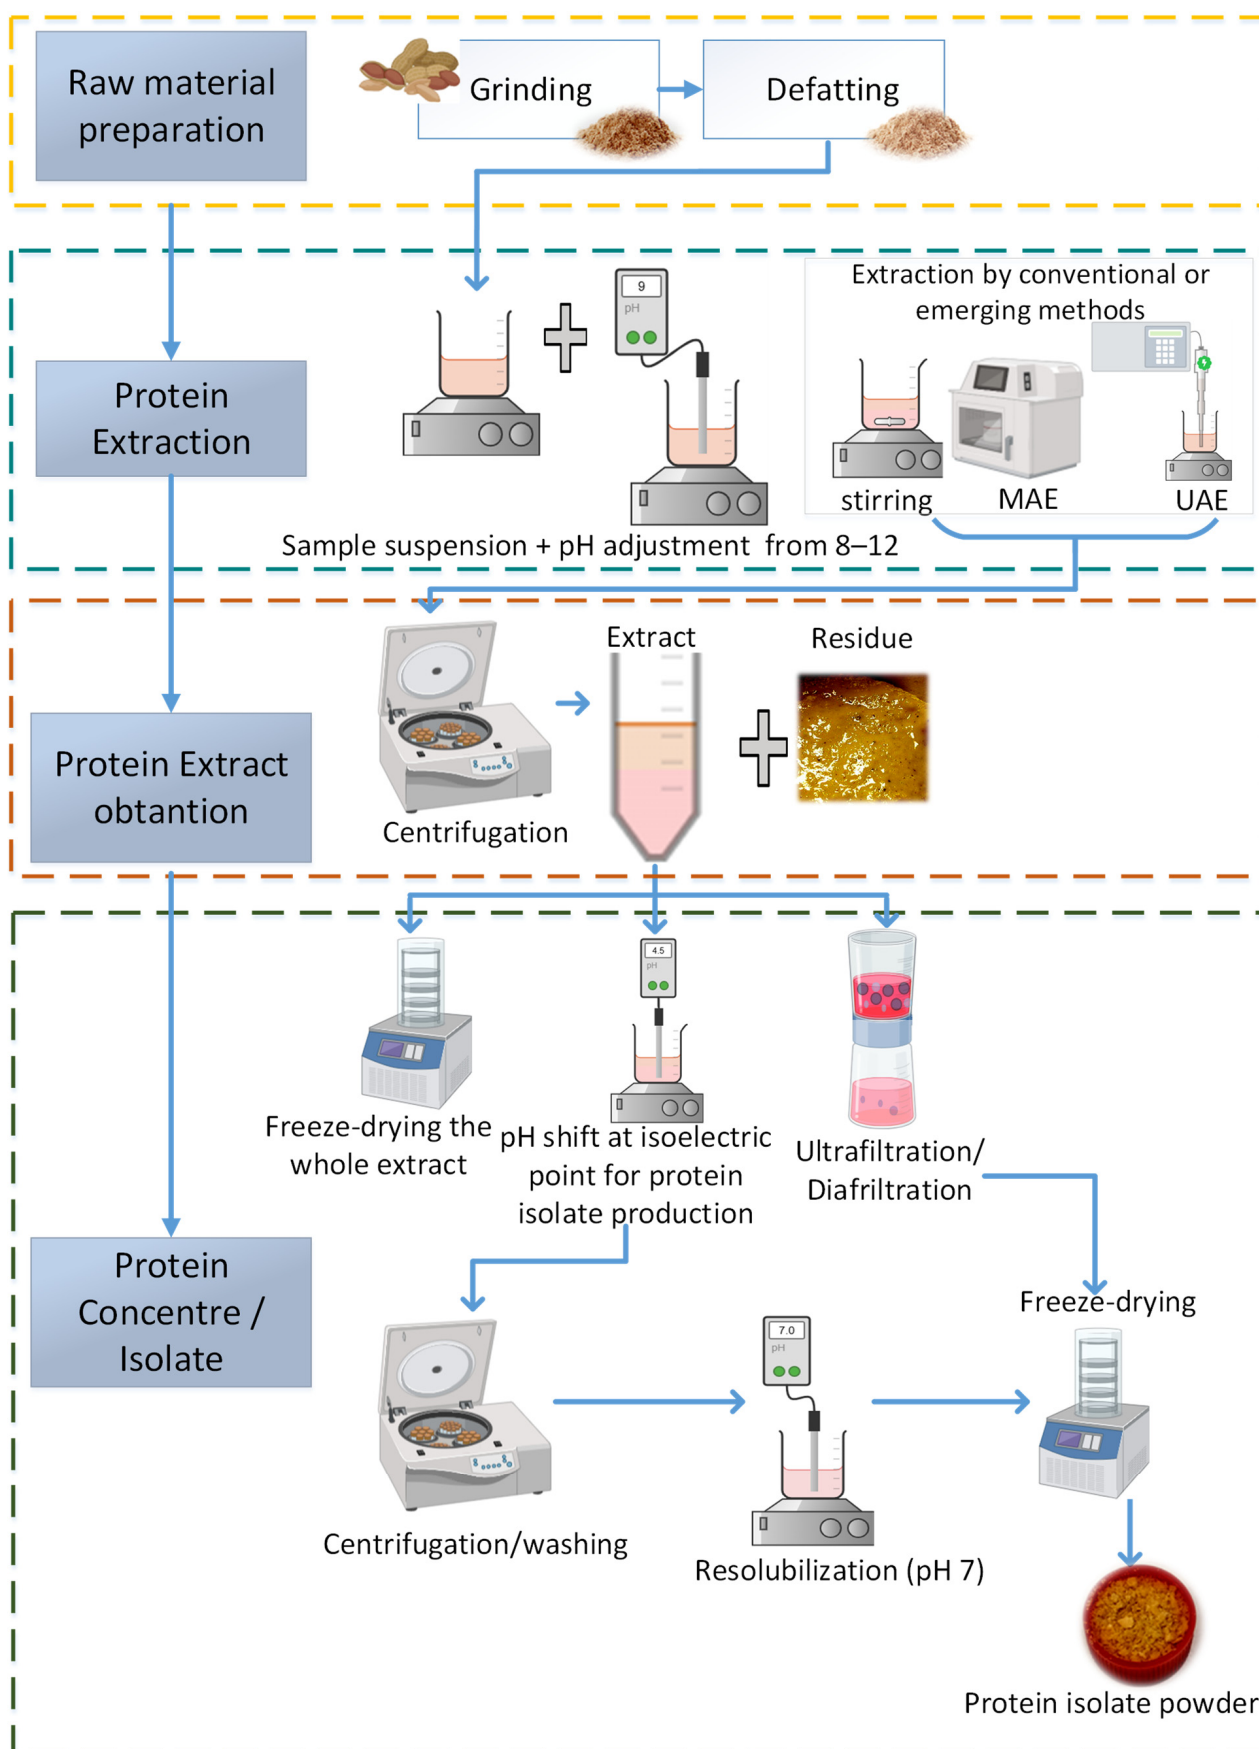 Raw material
preparation
Grinding
Defatting
Protein
Extraction
9
pH
Extraction by conventional or
emerging methods
stirring
MAE
UAE
Sample suspension + pH adjustment from 8–12
Protein Extract
obtantion
Centrifugation
Extract
Residue
Protein
Concentre /
Isolate
Freeze-drying the
whole extract
4.5
pH
pH shift at isoelectric
point for protein
isolate production
Ultrafiltration/
Diafriltration
Centrifugation/washing
7.0
pH
Resolubilization (pH 7)
Freeze-drying
Protein isolate powder